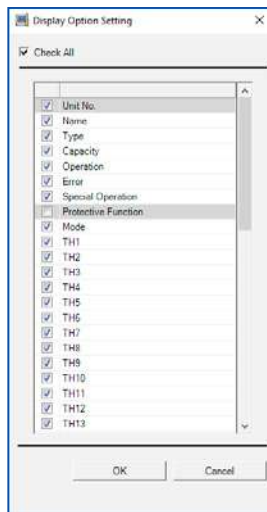 Display Option Setting
Check All
Unit No.
Name
Type
Capacity
Operation
Error
Special Operation
Protective Function
Mode
TH1
TH2
TH3
TH4
TH5
TH6
TH7
TH8
TH9
TH10
TH11
TH12
TH13
OK
Cancel